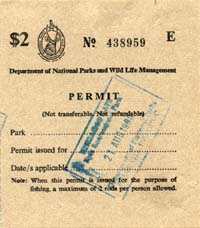 $2 No 438959 E
Department of National Parks and Wild Life Management
PERMIT
(Not transferable, Not refundable)
Park
Permit issued for
Date/s applicable
Note: When this permit is issued for the purpose of
fishing, a maximum of 2 rods per person allowed.